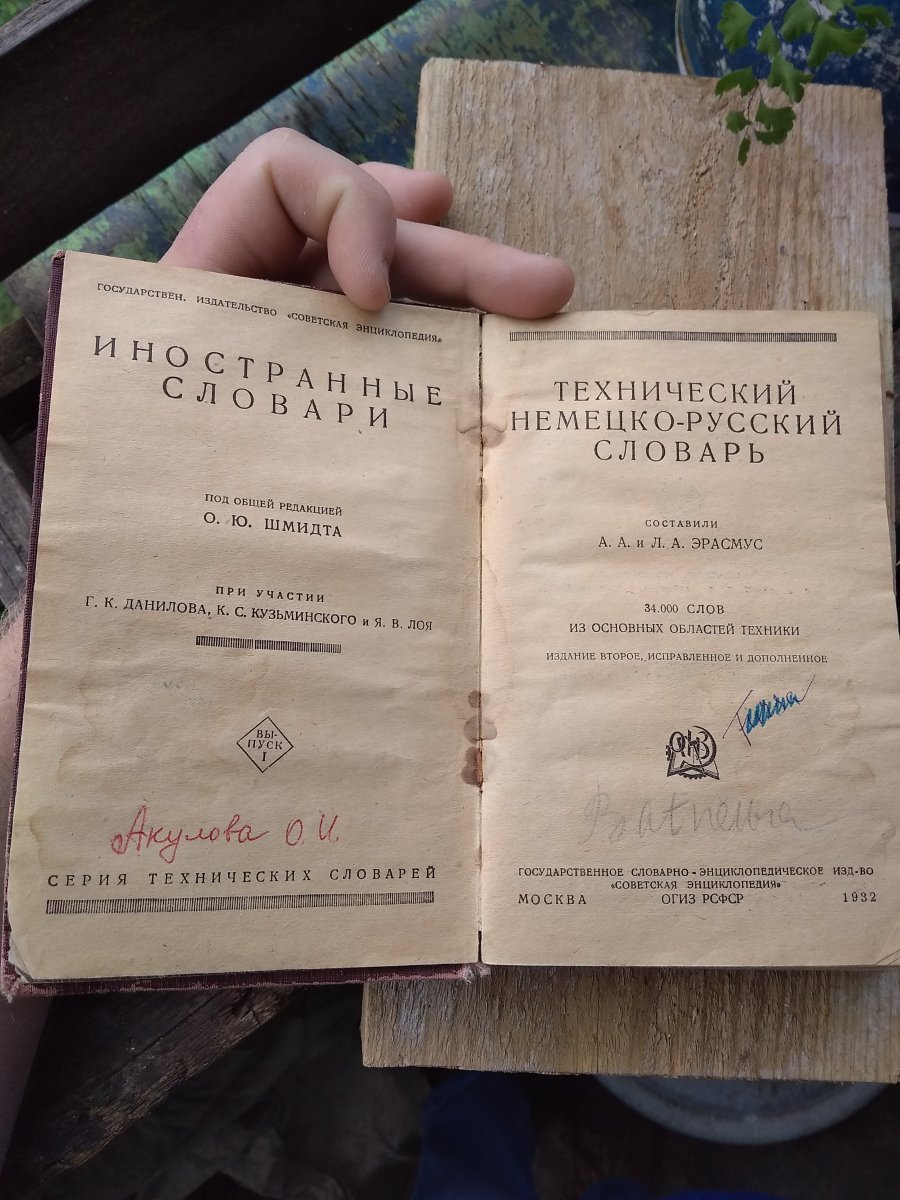 ГОСУДАРСТВЕН. ИЗДАТЕЛЬСТВО «СОВЕТСКАЯ ЭНЦИКЛОПЕДИЯ»
ИНОСТРАННЫЕ
СЛОВАРИ
ПОД ОБЩЕЙ РЕДАКЦИЕЙ
О. Ю. ШМИДТА
ПРИ УЧАСТИИ
Г. К. ДАНИЛОВА, К. С. КУЗЬМИНСКОГО и Я. В. ЛОЯ
ВЫ-
ПУСК
I
Акулова О.И.
СЕРИЯ ТЕХНИЧЕСКИХ СЛОВАРЕЙ
ТЕХНИЧЕСКИЙ
НЕМЕЦКО-РУССКИЙ
СЛОВАРЬ
СОСТАВИЛИ
А. А. и Л. А. ЭРАСМУС
34.000 СЛОВ
ИЗ ОСНОВНЫХ ОБЛАСТЕЙ ТЕХНИКИ
ИЗДАНИЕ ВТОРОЕ, ИСПРАВЛЕННОЕ И ДОПОЛНЕННОЕ
ОГИЗ
ГОСУДАРСТВЕННОЕ СЛОВАРНО-ЭНЦИКЛОПЕДИЧЕСКОЕ ИЗД-ВО
«СОВЕТСКАЯ ЭНЦИКЛОПЕДИЯ»
МОСКВА ОГИЗ РСФСР 1932